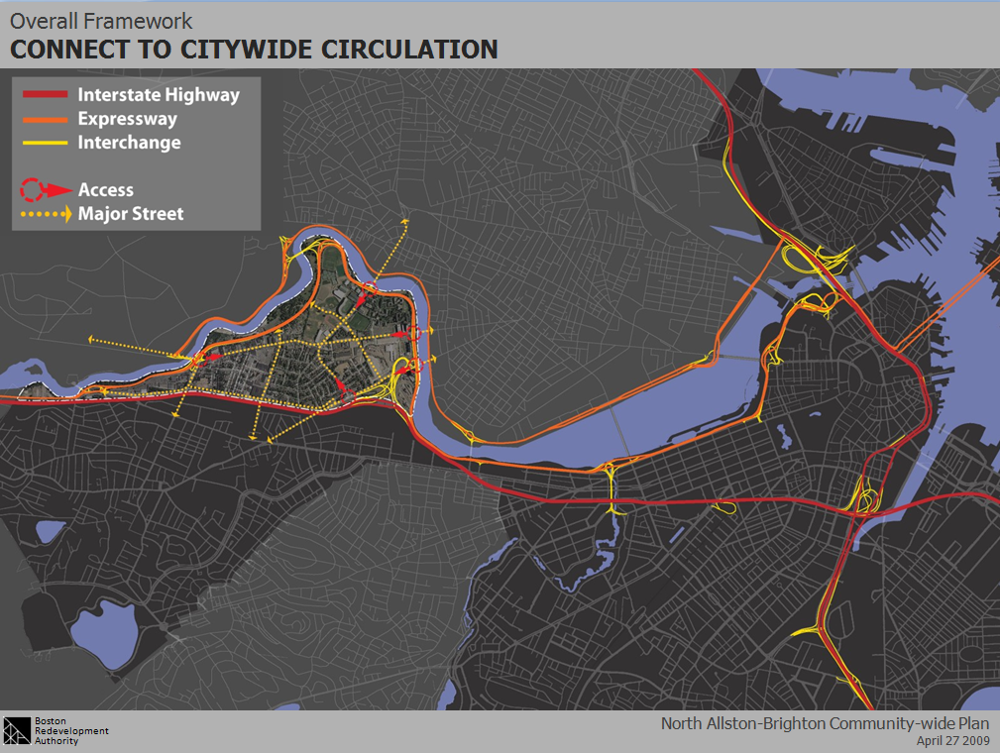 Overall Framework
CONNECT TO CITYWIDE CIRCULATION
Interstate Highway
Expressway
Interchange
Access
Major Street
Boston
Redevelopment
Authority
North Allston-Brighton Community-wide Plan
April 27 2009